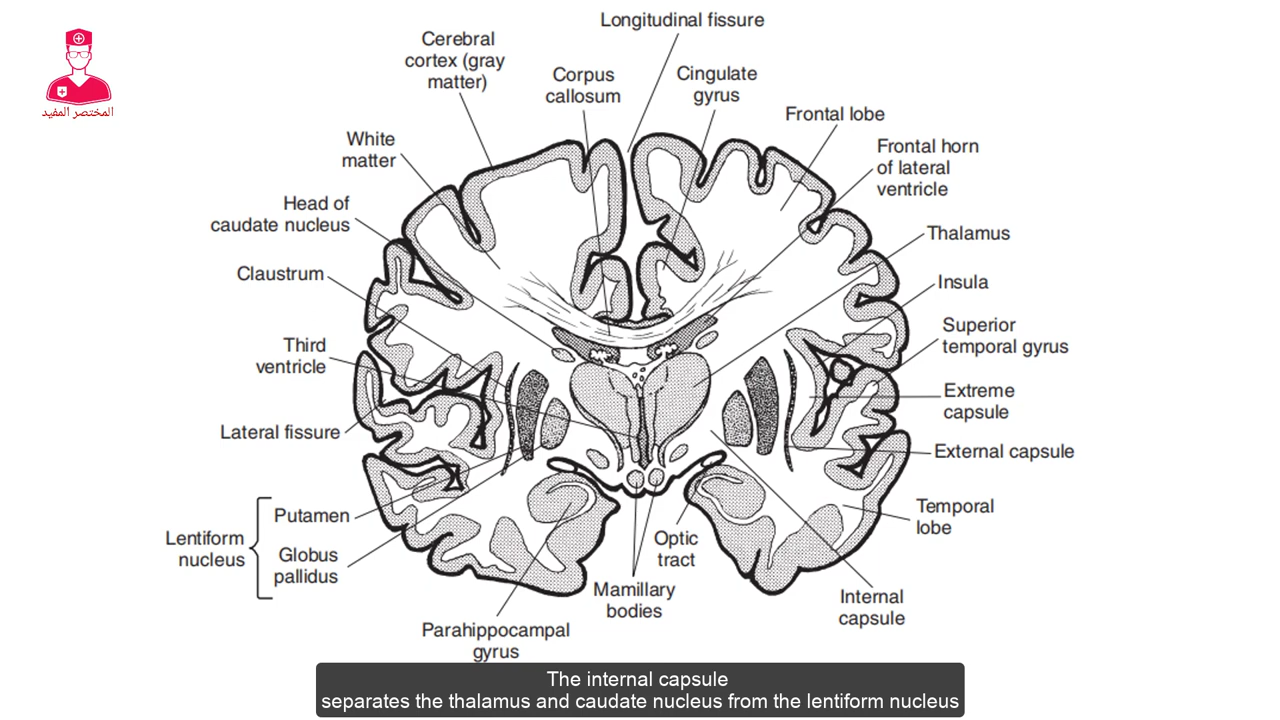 المختصر المفيد
Longitudinal fissure
Cerebral
cortex (gray
matter)
Corpus
callosum
Cingulate
gyrus
Frontal lobe
White
matter
Frontal horn
of lateral
ventricle
Head of
caudate nucleus
Thalamus
Claustrum
Insula
Third
ventricle
Superior
temporal gyrus
Extreme
capsule
Lateral fissure
External capsule
Lentiform
nucleus
Putamen
Globus
pallidus
Temporal
lobe
Optic
tract
Mamillary
bodies
Internal
capsule
Parahippocampal
gyrus
The internal capsule
separates the thalamus and caudate nucleus from the lentiform nucleus